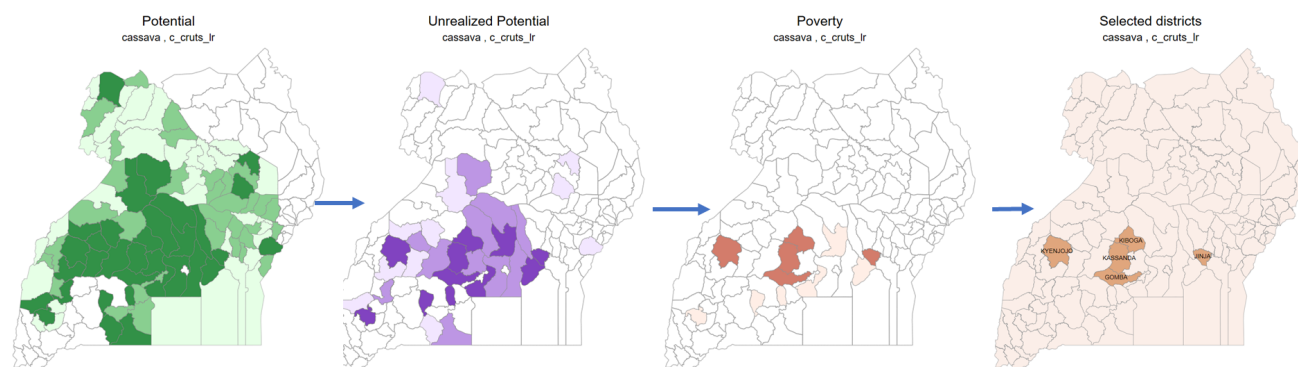 Potential
cassava , c_cruts_lr
Unrealized Potential
cassava , c_cruts_lr
Poverty
cassava , c_cruts_lr
Selected districts
cassava , c_cruts_lr
KIBOGA
KYENJOJO
KASSANDA
JINJA
GOMBA